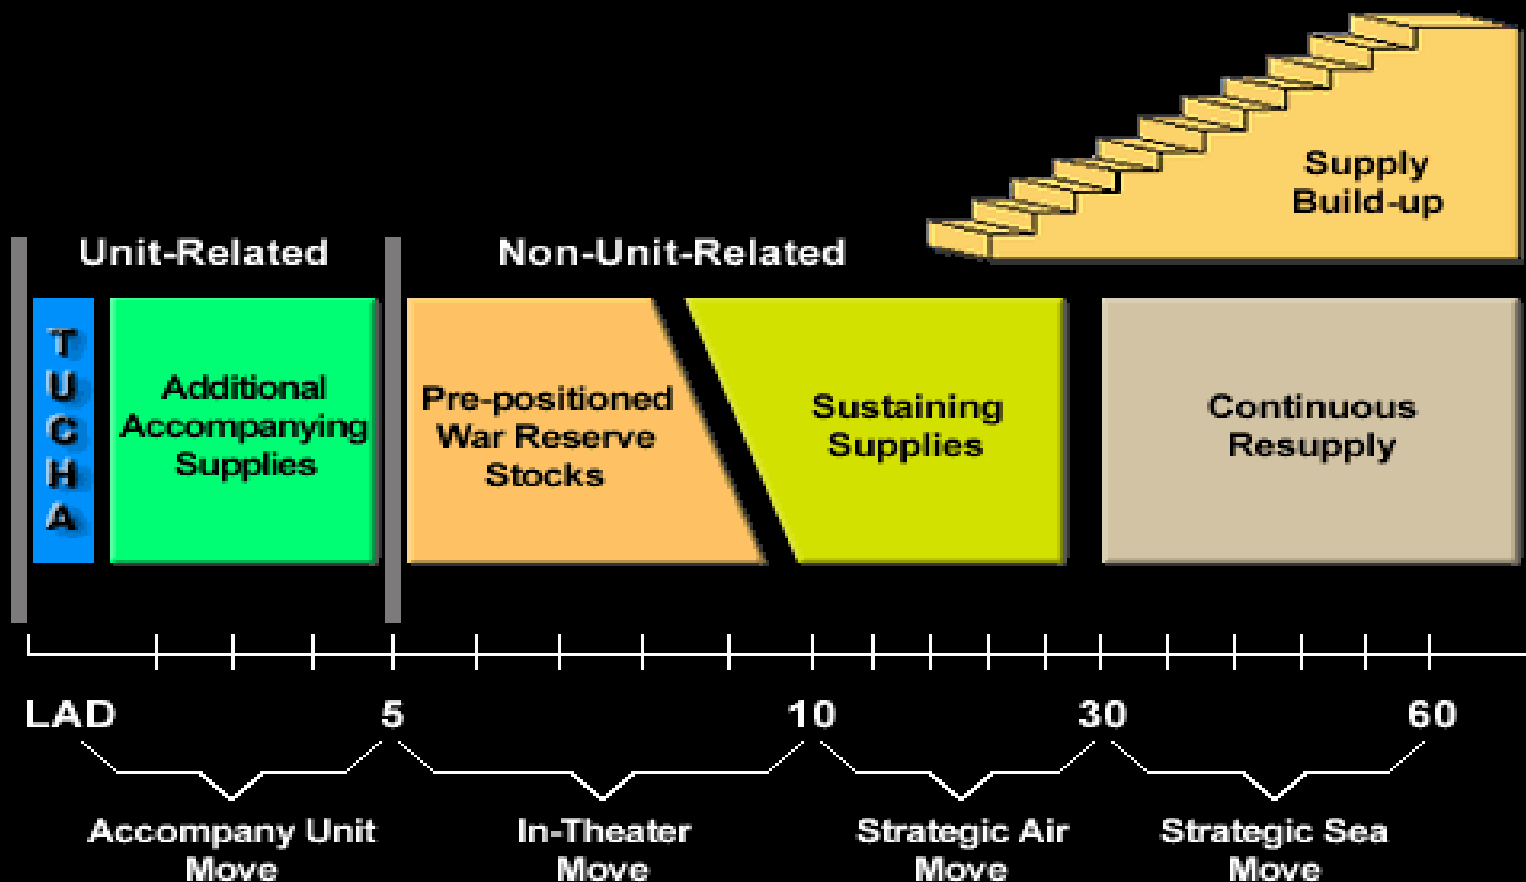 Supply
Build-up
Unit-Related
Non-Unit-Related
T
U
C
H
A
Additional
Accompanying
Supplies
Pre-positioned
War Reserve
Stocks
Sustaining
Supplies
Continuous
Resupply
LAD
5
10
30
60
Accompany Unit
Move
In-Theater
Move
Strategic Air
Move
Strategic Sea
Move